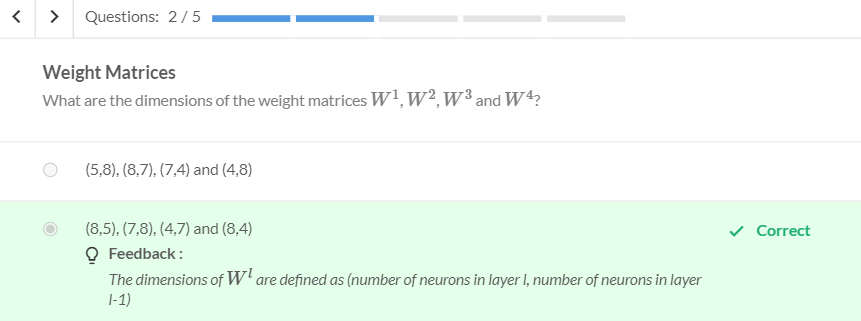 Questions: 2 / 5
Weight Matrices
What are the dimensions of the weight matrices W¹, W², W³ and W⁴?
(5,8), (8,7), (7,4) and (4,8)
(8,5), (7,8), (4,7) and (8,4)
Correct
Feedback :
The dimensions of Wˡ are defined as (number of neurons in layer l, number of neurons in layer
l-1)